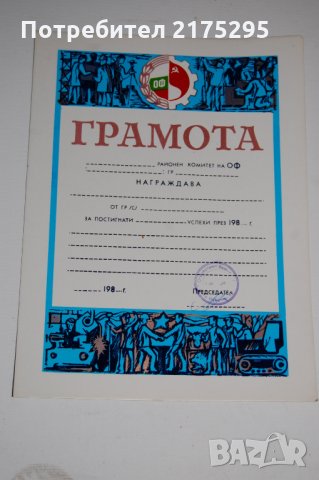 Потребител 2175295
ОФ
ГРАМОТА
РАЙОНЕН КОМИТЕТ НА ОФ
ГР
НАГРАЖДАВА
ОТ ГР /С/
ЗА ПОСТИГНАТИ УСПЕХИ ПРЕЗ 198 г.
198 г. ПРЕДСЕДАТЕЛ
BAZAR